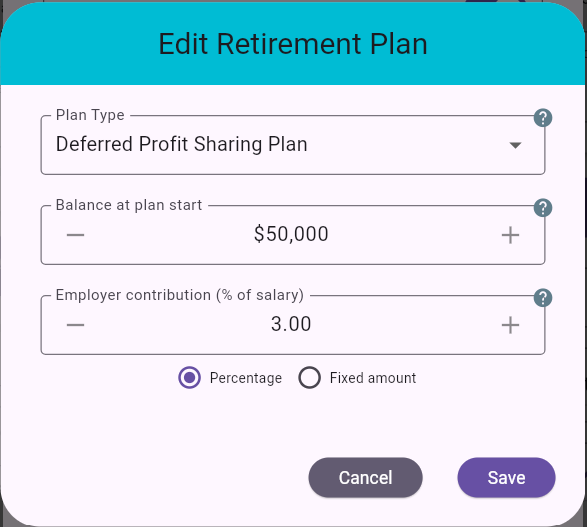 Edit Retirement Plan
Plan Type
?
Deferred Profit Sharing Plan
Balance at plan start
?
$50,000
Employer contribution (% of salary)
?
3.00
Percentage Fixed amount
Cancel Save